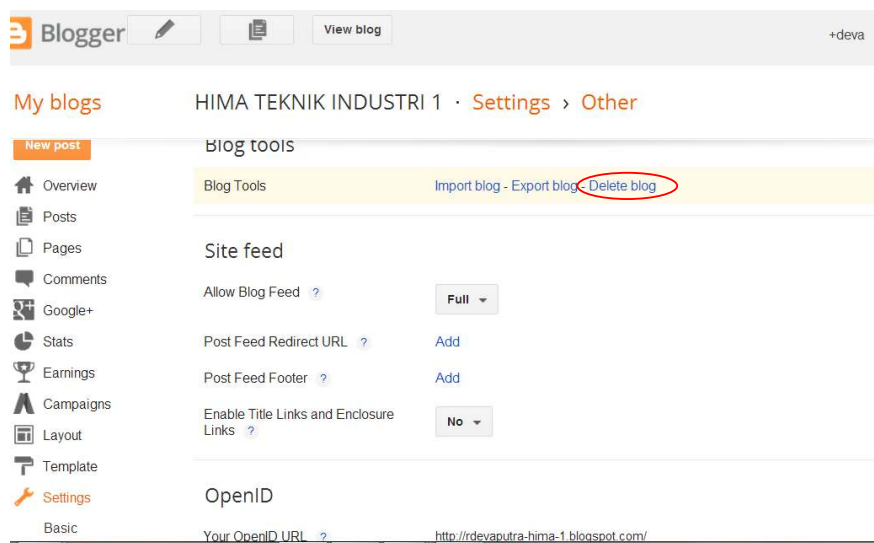 Blogger View blog +deva
My blogs HIMA TEKNIK INDUSTRI 1 · Settings › Other
New post Blog tools
Overview Blog Tools Import blog - Export blog - Delete blog
Posts
Pages Site feed
Comments
Allow Blog Feed ? Full
Google+
Stats Post Feed Redirect URL ? Add
Earnings Post Feed Footer ? Add
Campaigns Enable Title Links and Enclosure
Links ? No
Layout
Template
Settings OpenID
Basic
Your OpenID URL ? http://rdevaputra-hima-1.blogspot.com/